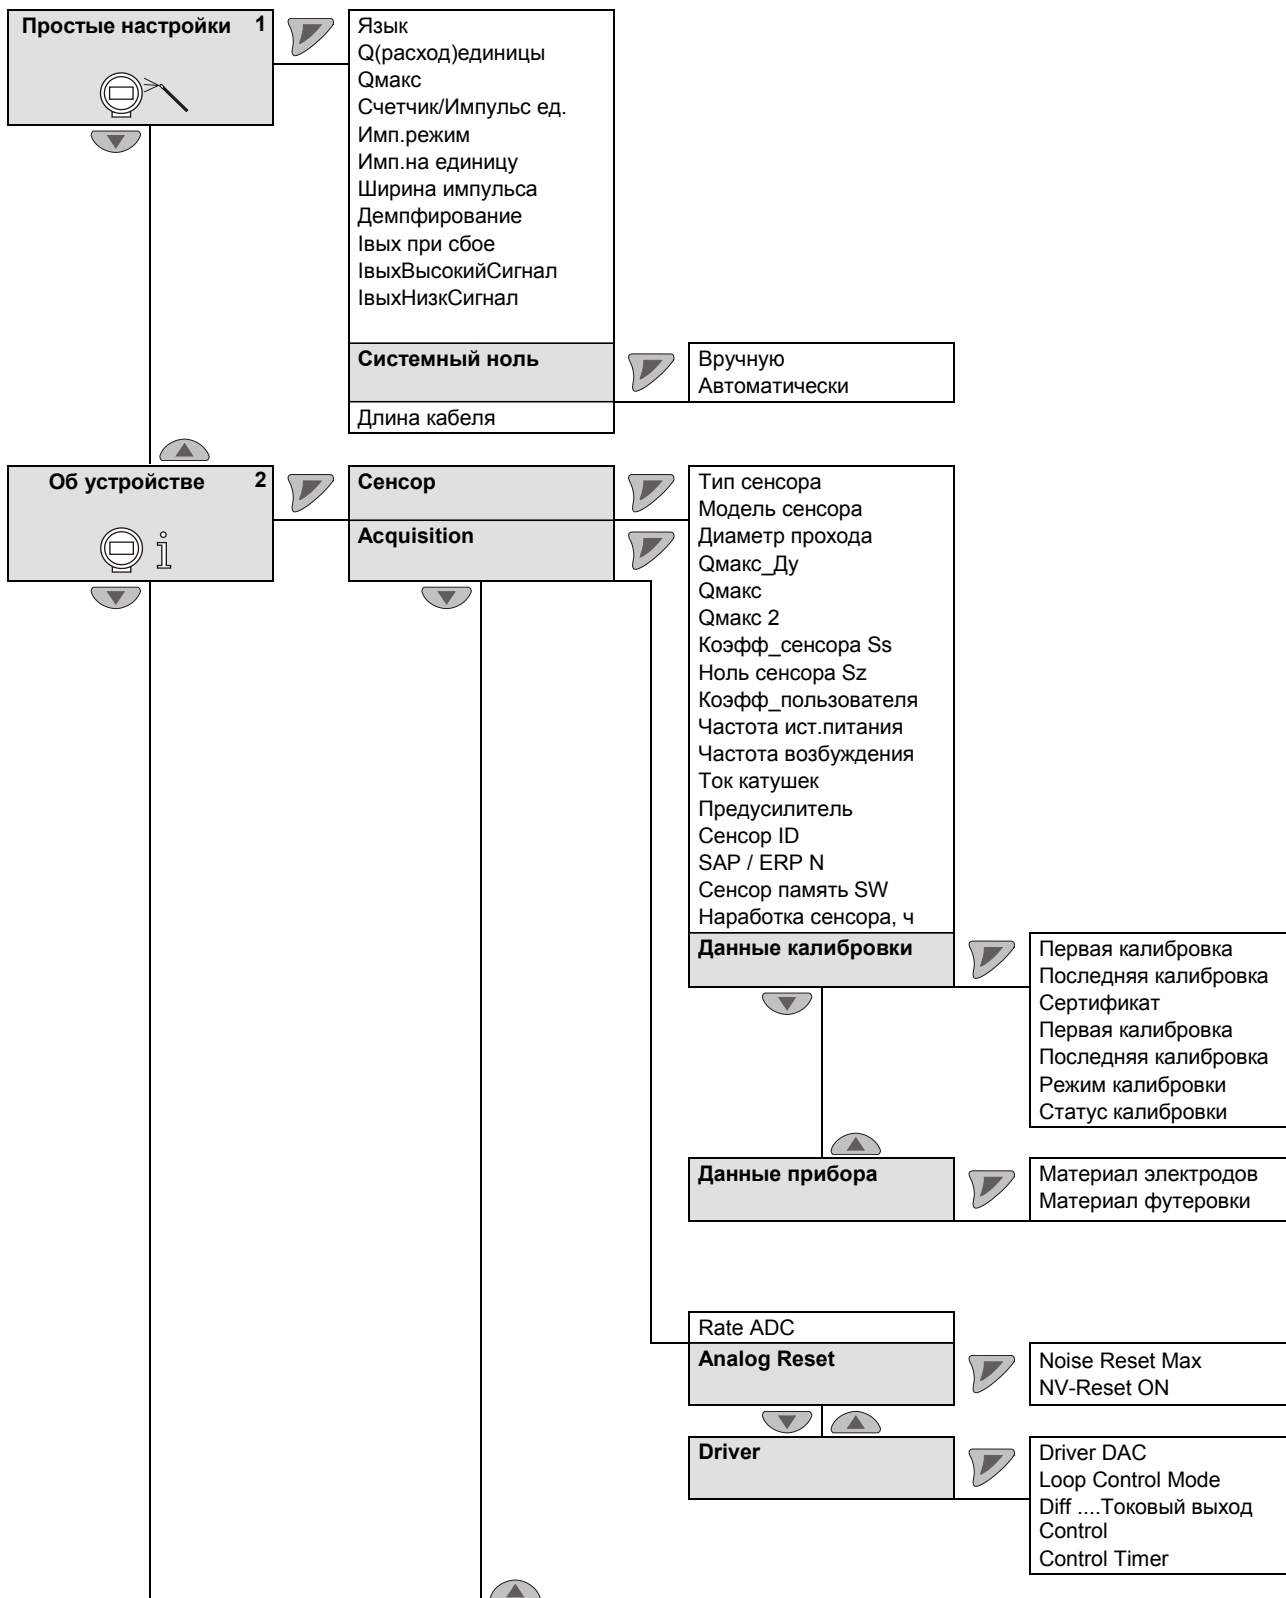 Простые настройки 1
Язык
Q(расход)единицы
Qмакс
Счетчик/Импульс ед.
Имп.режим
Имп.на единицу
Ширина импульса
Демпфирование
Iвых при сбое
IвыхВысокийСигнал
IвыхНизкСигнал
Системный ноль
Вручную
Автоматически
Длина кабеля
Об устройстве 2
i
Сенсор
Acquisition
Тип сенсора
Модель сенсора
Диаметр прохода
Qмакс_Ду
Qмакс
Qмакс 2
Коэфф_сенсора Ss
Ноль сенсора Sz
Коэфф_пользователя
Частота ист.питания
Частота возбуждения
Ток катушек
Предусилитель
Сенсор ID
SAP / ERP N
Сенсор память SW
Наработка сенсора, ч
Данные калибровки
Первая калибровка
Последняя калибровка
Сертификат
Первая калибровка
Последняя калибровка
Режим калибровки
Статус калибровки
Данные прибора
Материал электродов
Материал футеровки
Rate ADC
Analog Reset
Noise Reset Max
NV-Reset ON
Driver
Driver DAC
Loop Control Mode
Diff ....Токовый выход
Control
Control Timer